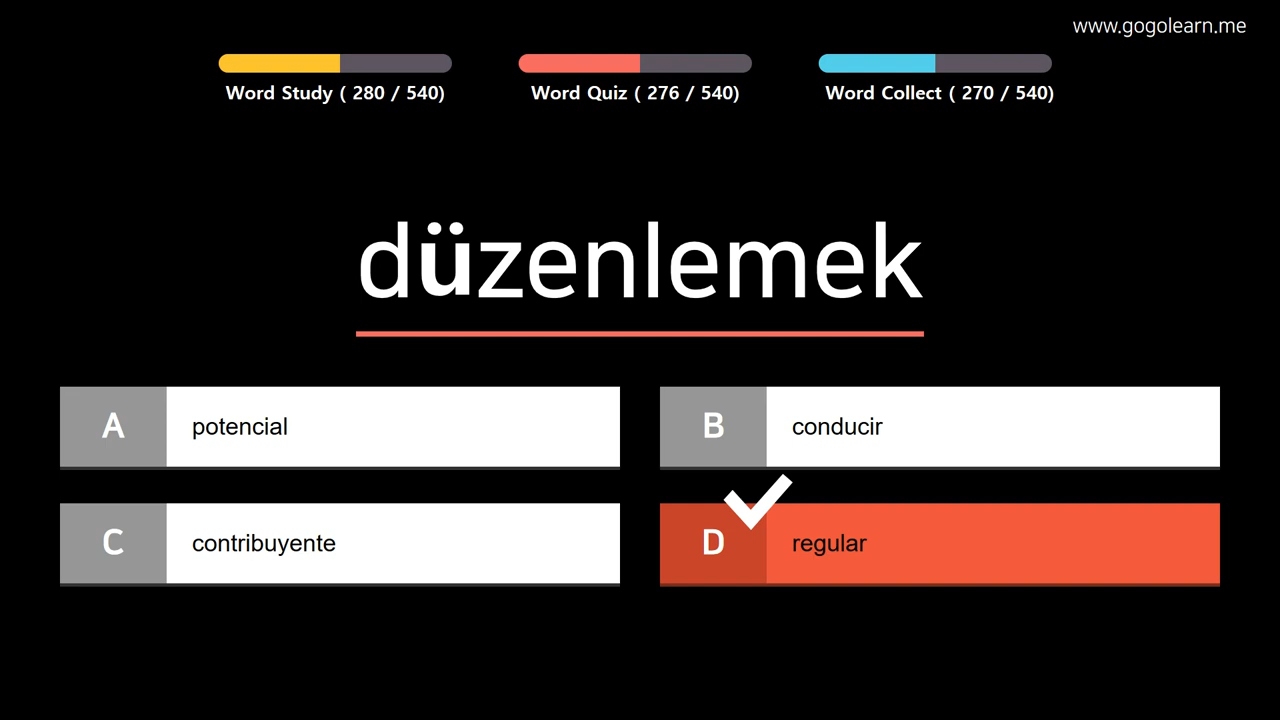 www.gogolearn.me
Word Study ( 280 / 540)
Word Quiz ( 276 / 540)
Word Collect ( 270 / 540)
düzenlemek
A potencial
B conducir
C contribuyente
D regular